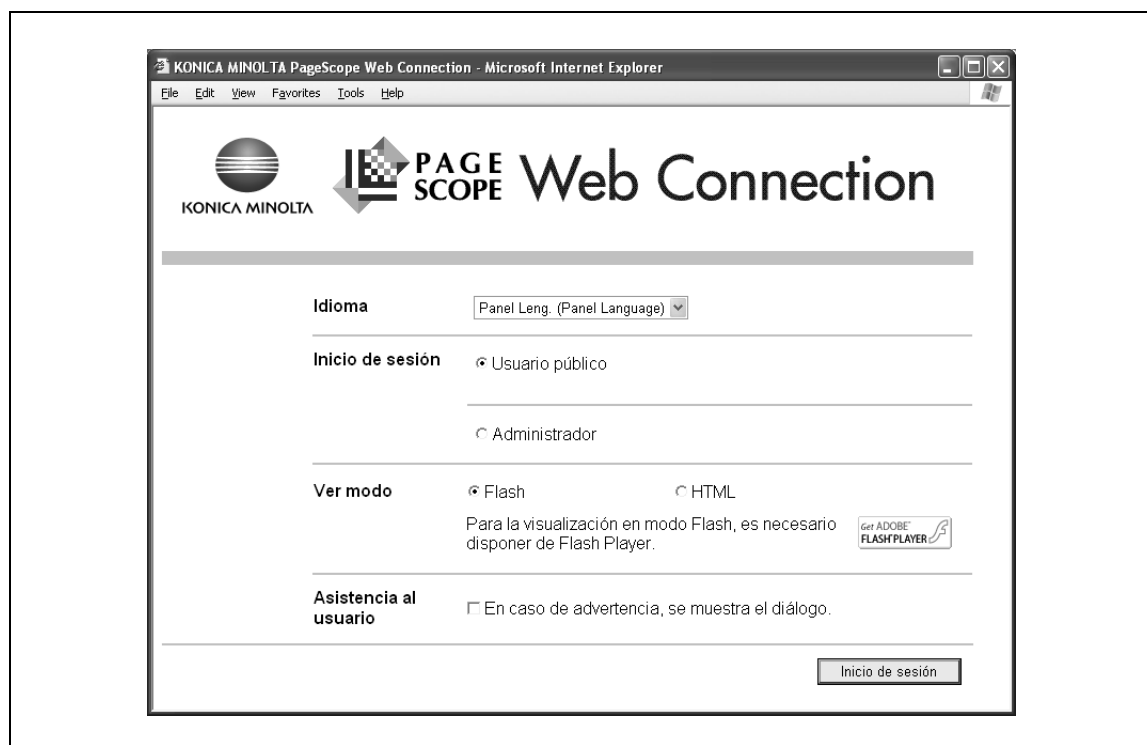 KONICA MINOLTA PageScope Web Connection - Microsoft Internet Explorer
File Edit View Favorites Tools Help
KONICA MINOLTA
PAGE SCOPE Web Connection
Idioma
Panel Leng. (Panel Language)
Inicio de sesión
Usuario público
Administrador
Ver modo
Flash HTML
Para la visualización en modo Flash, es necesario
disponer de Flash Player.
Get ADOBE
FLASH PLAYER
Asistencia al
usuario
En caso de advertencia, se muestra el diálogo.
Inicio de sesión